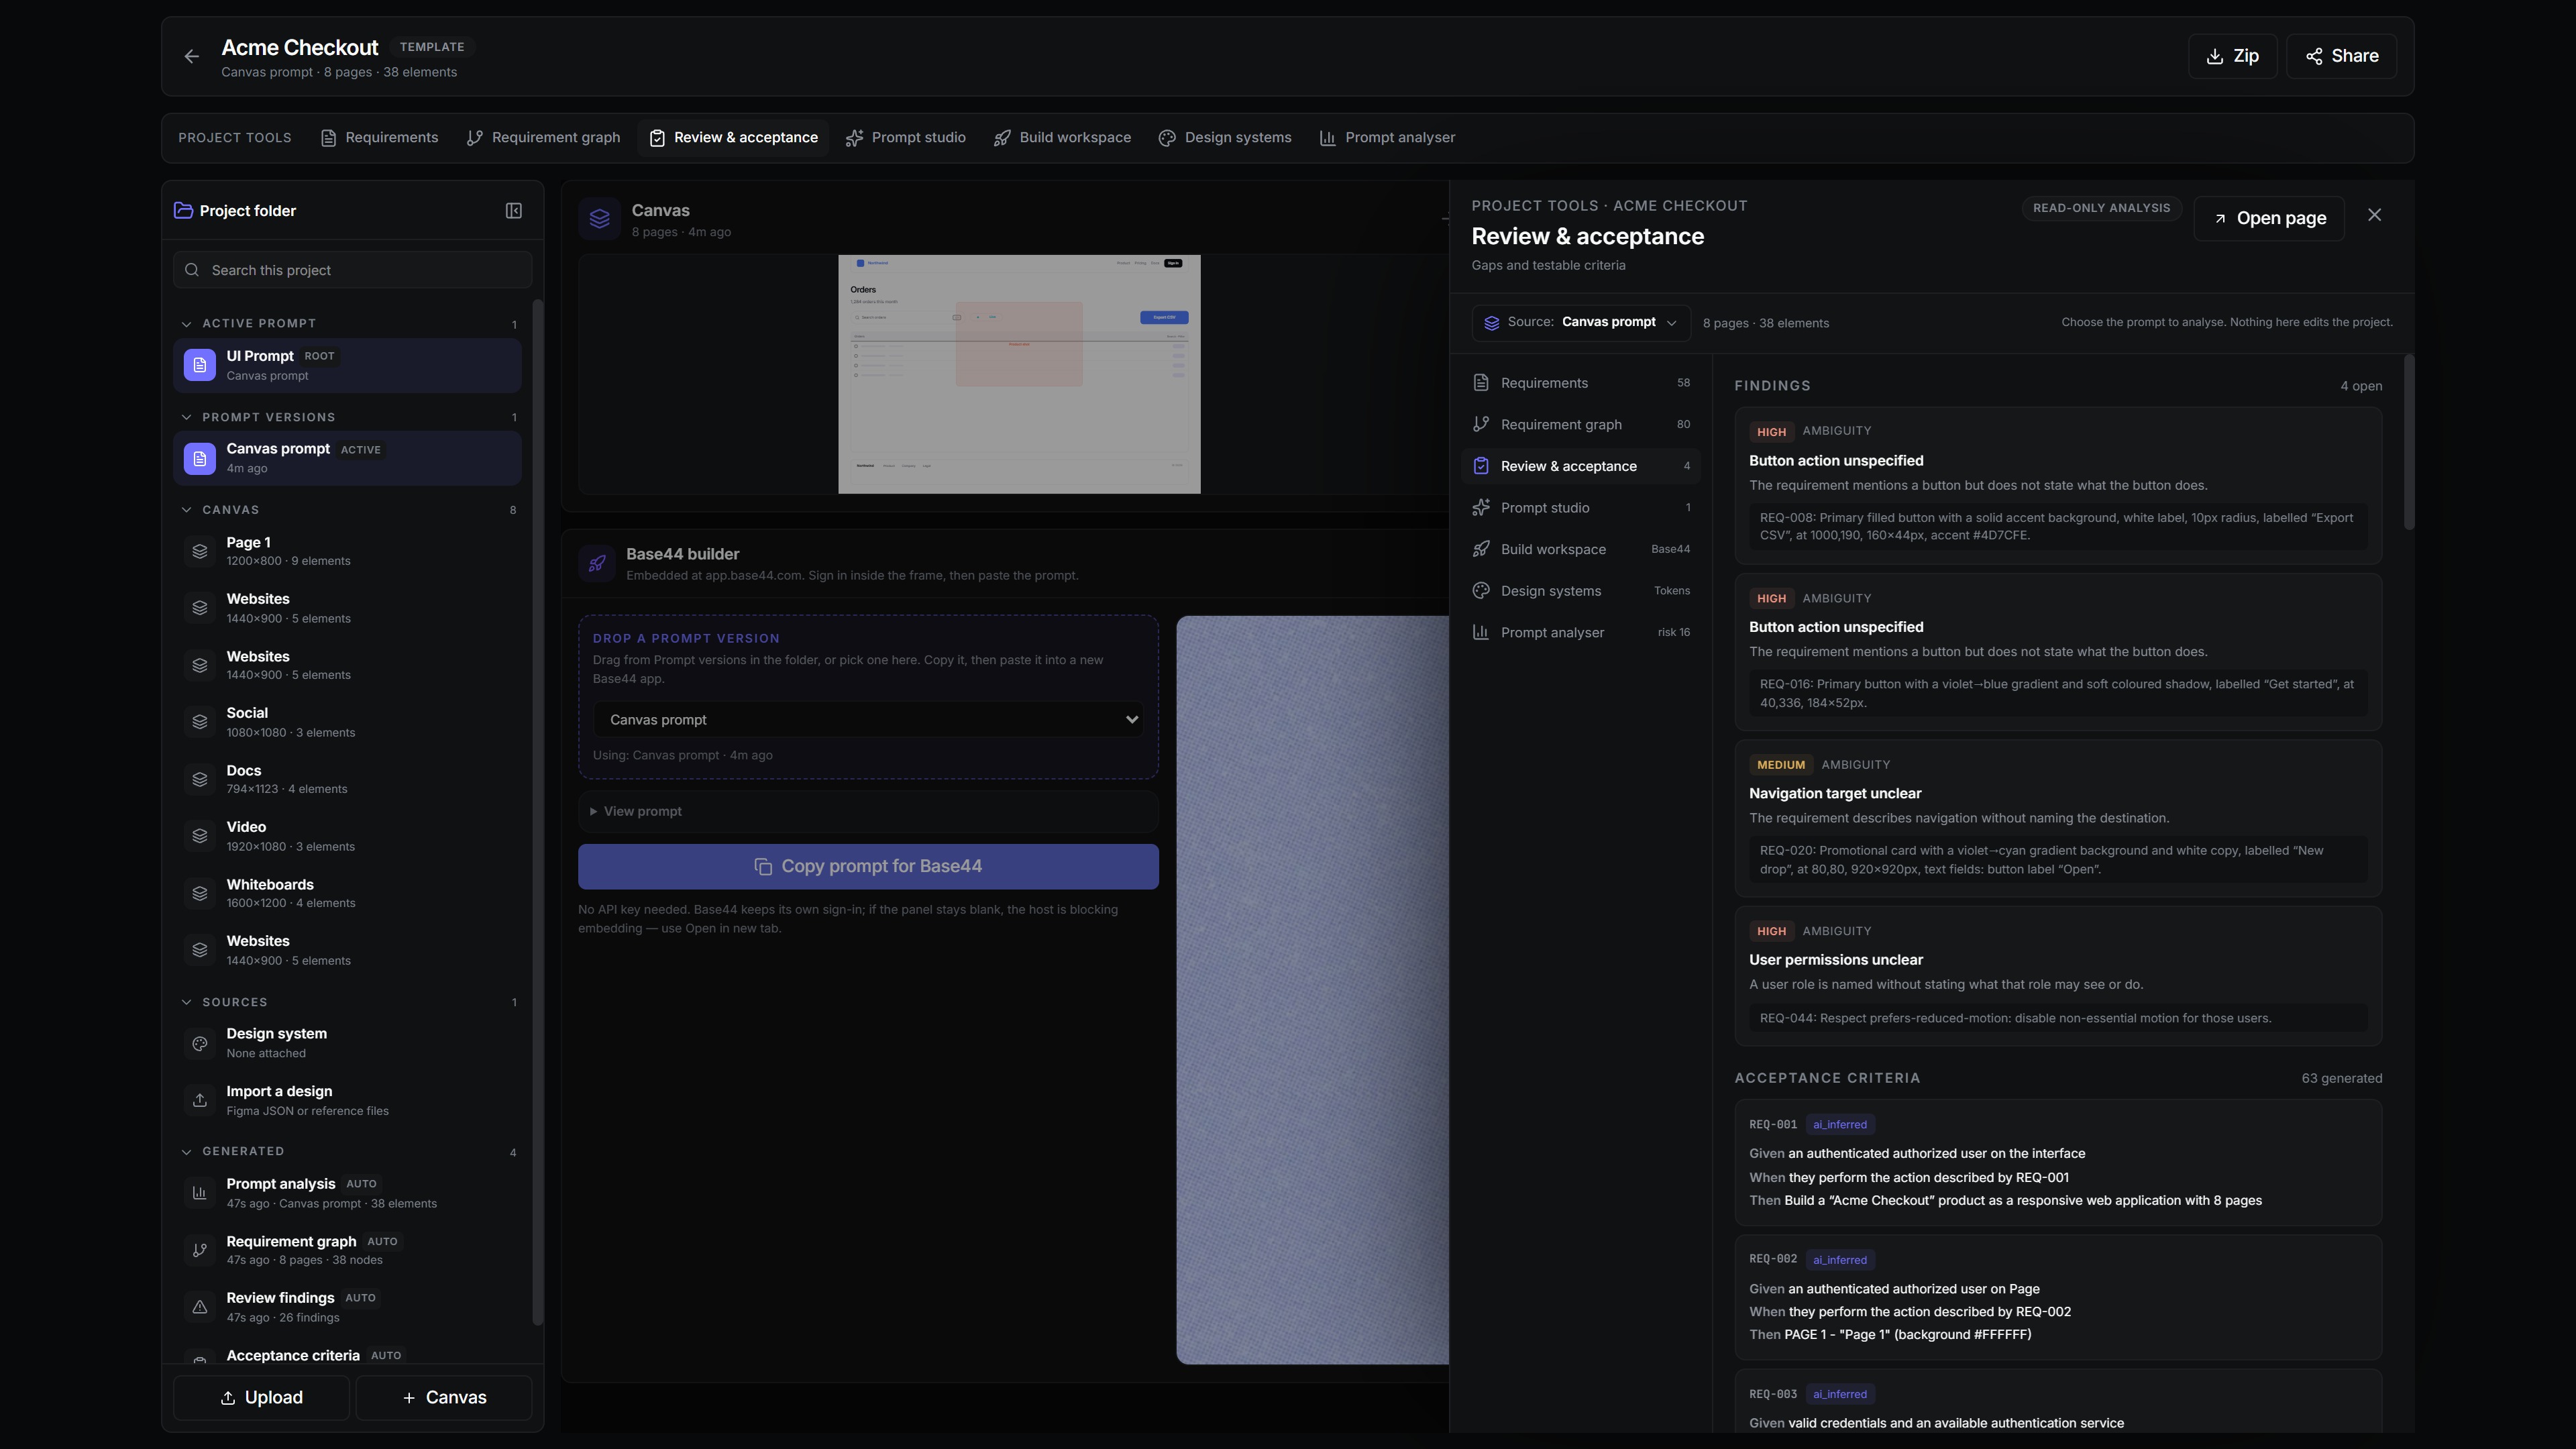 Acme Checkout TEMPLATE
Canvas prompt · 8 pages · 38 elements
Zip
Share
PROJECT TOOLS
Requirements
Requirement graph
Review & acceptance
Prompt studio
Build workspace
Design systems
Prompt analyser
Project folder
Search this project
ACTIVE PROMPT 1
UI Prompt ROOT
Canvas prompt
PROMPT VERSIONS 1
Canvas prompt ACTIVE
4m ago
CANVAS 8
Page 1
1200×800 · 9 elements
Websites
1440×900 · 5 elements
Websites
1440×900 · 5 elements
Social
1080×1080 · 3 elements
Docs
794×1123 · 4 elements
Video
1920×1080 · 3 elements
Whiteboards
1600×1200 · 4 elements
Websites
1440×900 · 5 elements
SOURCES 1
Design system
None attached
Import a design
Figma JSON or reference files
GENERATED 4
Prompt analysis AUTO
47s ago · Canvas prompt · 38 elements
Requirement graph AUTO
47s ago · 8 pages · 38 nodes
Review findings AUTO
47s ago · 26 findings
Acceptance criteria AUTO
Upload
Canvas
Canvas
8 pages · 4m ago
Northwind
Sign in
Orders
1,284 orders this month
Search orders
Export CSV
Base44 builder
Embedded at app.base44.com. Sign in inside the frame, then paste the prompt.
DROP A PROMPT VERSION
Drag from Prompt versions in the folder, or pick one here. Copy it, then paste it into a new
Base44 app.
Canvas prompt
Using: Canvas prompt · 4m ago
View prompt
Copy prompt for Base44
No API key needed. Base44 keeps its own sign-in; if the panel stays blank, the host is blocking
embedding — use Open in new tab.
PROJECT TOOLS · ACME CHECKOUT
Review & acceptance
Gaps and testable criteria
READ-ONLY ANALYSIS
Open page
Source: Canvas prompt
8 pages · 38 elements
Choose the prompt to analyse. Nothing here edits the project.
Requirements 58
Requirement graph 80
Review & acceptance 4
Prompt studio 1
Build workspace Base44
Design systems Tokens
Prompt analyser risk 16
FINDINGS 4 open
HIGH AMBIGUITY
Button action unspecified
The requirement mentions a button but does not state what the button does.
REQ-008: Primary filled button with a solid accent background, white label, 10px radius, labelled “Export
CSV”, at 1000,190, 160×44px, accent #4D7CFE.
HIGH AMBIGUITY
Button action unspecified
The requirement mentions a button but does not state what the button does.
REQ-016: Primary button with a violet→blue gradient and soft coloured shadow, labelled “Get started”, at
40,336, 184×52px.
MEDIUM AMBIGUITY
Navigation target unclear
The requirement describes navigation without naming the destination.
REQ-020: Promotional card with a violet→cyan gradient background and white copy, labelled “New
drop”, at 80,80, 920×920px, text fields: button label “Open”.
HIGH AMBIGUITY
User permissions unclear
A user role is named without stating what that role may see or do.
REQ-044: Respect prefers-reduced-motion: disable non-essential motion for those users.
ACCEPTANCE CRITERIA 63 generated
REQ-001 ai_inferred
Given an authenticated authorized user on the interface
When they perform the action described by REQ-001
Then Build a “Acme Checkout” product as a responsive web application with 8 pages
REQ-002 ai_inferred
Given an authenticated authorized user on Page
When they perform the action described by REQ-002
Then PAGE 1 - "Page 1" (background #FFFFFF)
REQ-003 ai_inferred
Given valid credentials and an available authentication service